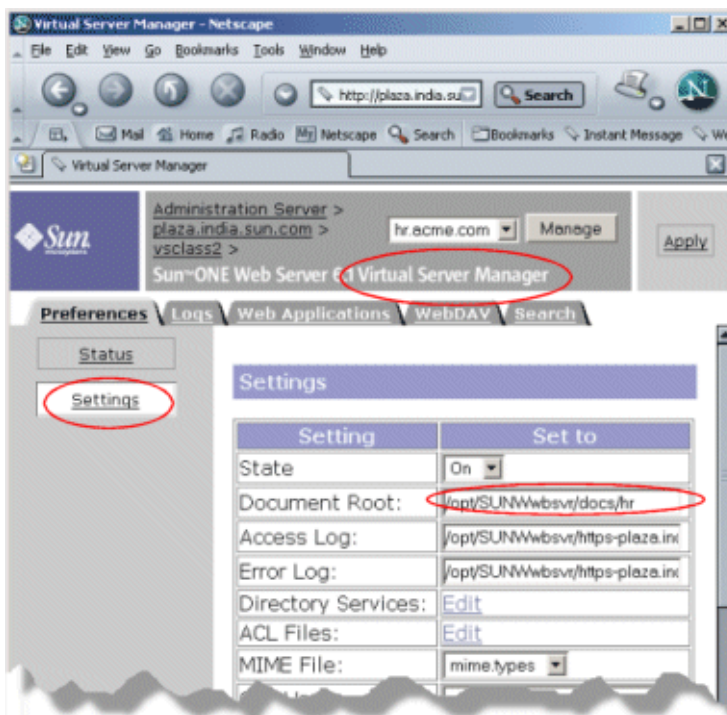 Virtual Server Manager - Netscape
File Edit View Go Bookmarks Tools Window Help
http://plaza.india.su Search
Mail Home Radio My Netscape Search Bookmarks Instant Message
Virtual Server Manager
Sun
Administration Server >
plaza.india.sun.com >
vsclass2 >
hr.acme.com Manage
Apply
Sun ONE Web Server 6.1 Virtual Server Manager
Preferences Logs Web Applications WebDAV Search
Status
Settings
Settings
Setting Set to
State On
Document Root: /opt/SUNWwbsvr/docs/hr
Access Log: /opt/SUNWwbsvr/https-plaza.in
Error Log: /opt/SUNWwbsvr/https-plaza.in
Directory Services: Edit
ACL Files: Edit
MIME File: mime.types